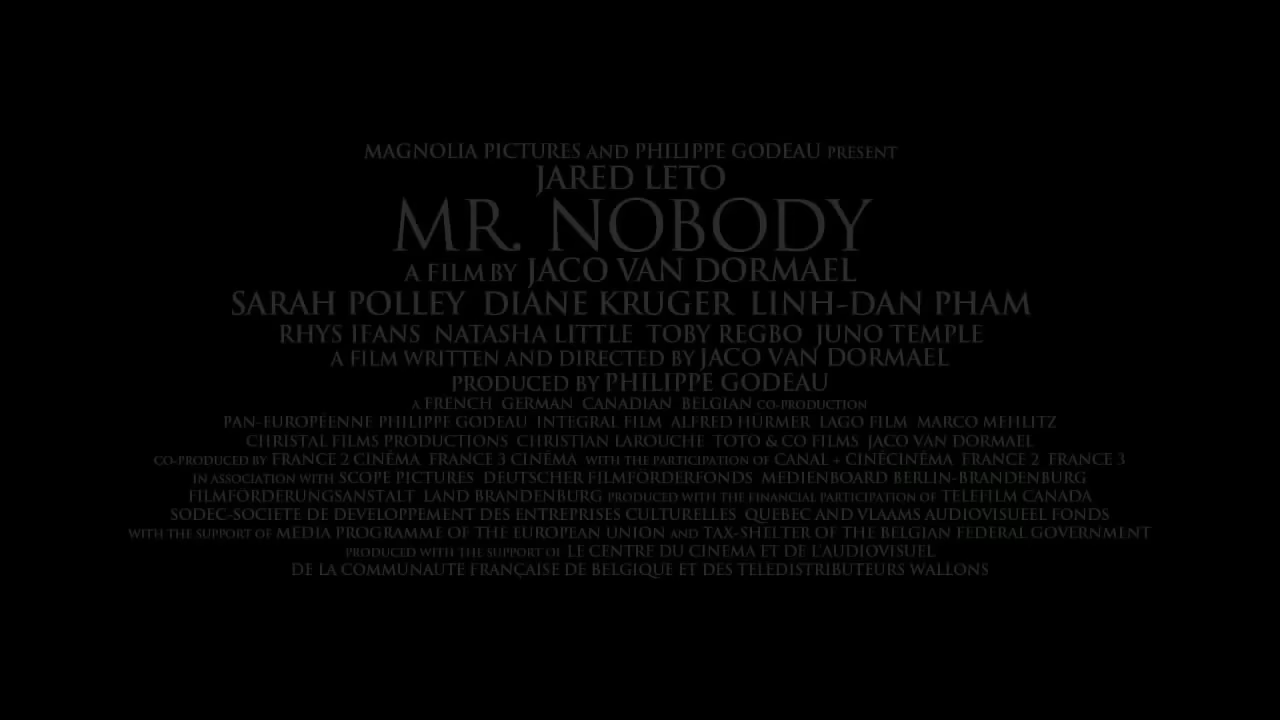 MAGNOLIA PICTURES AND PHILIPPE GODEAU PRESENT
JARED LETO
MR. NOBODY
A FILM BY JACO VAN DORMAEL
SARAH POLLEY DIANE KRUGER LINH-DAN PHAM
RHYS IFANS NATASHA LITTLE TOBY REGBO JUNO TEMPLE
A FILM WRITTEN AND DIRECTED BY JACO VAN DORMAEL
PRODUCED BY PHILIPPE GODEAU
A FRENCH GERMAN CANADIAN BELGIAN CO-PRODUCTION
PAN-EUROPÉENNE PHILIPPE GODEAU INTEGRAL FILM ALFRED HÜRMER LAGO FILM MARCO MEHLITZ
CHRISTAL FILMS PRODUCTIONS CHRISTIAN LAROUCHE TOTO & CO FILMS JACO VAN DORMAEL
CO-PRODUCED BY FRANCE 2 CINÉMA FRANCE 3 CINÉMA WITH THE PARTICIPATION OF CANAL + CINÉCINÉMA FRANCE 2 FRANCE 3
IN ASSOCIATION WITH SCOPE PICTURES DEUTSCHER FILMFÖRDERFONDS MEDIENBOARD BERLIN-BRANDENBURG
FILMFÖRDERUNGSANSTALT LAND BRANDENBURG PRODUCED WITH THE FINANCIAL PARTICIPATION OF TELEFILM CANADA
SODEC-SOCIETE DE DEVELOPPEMENT DES ENTREPRISES CULTURELLES QUEBEC AND VLAAMS AUDIOVISUEEL FONDS
WITH THE SUPPORT OF MEDIA PROGRAMME OF THE EUROPEAN UNION AND TAX-SHELTER OF THE BELGIAN FEDERAL GOVERNMENT
PRODUCED WITH THE SUPPORT OF LE CENTRE DU CINEMA ET DE L'AUDIOVISUEL
DE LA COMMUNAUTE FRANÇAISE DE BELGIQUE ET DES TELEDISTRIBUTEURS WALLONS